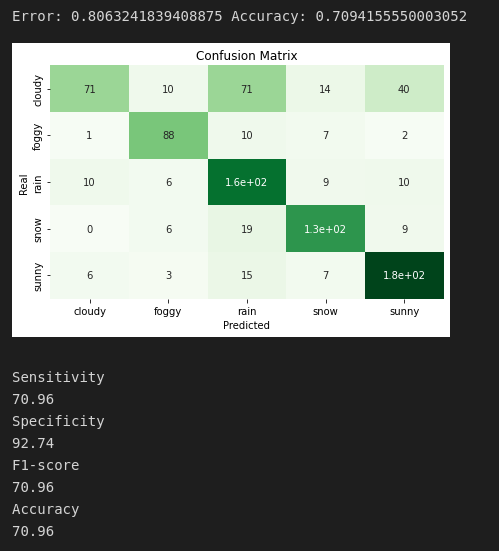 Error: 0.8063241839408875 Accuracy: 0.7094155550003052
Confusion Matrix
cloudy 71 10 71 14 40
foggy 1 88 10 7 2
Real
rain 10 6 1.6e+02 9 10
snow 0 6 19 1.3e+02 9
sunny 6 3 15 7 1.8e+02
cloudy foggy rain snow sunny
Predicted
Sensitivity
70.96
Specificity
92.74
F1-score
70.96
Accuracy
70.96